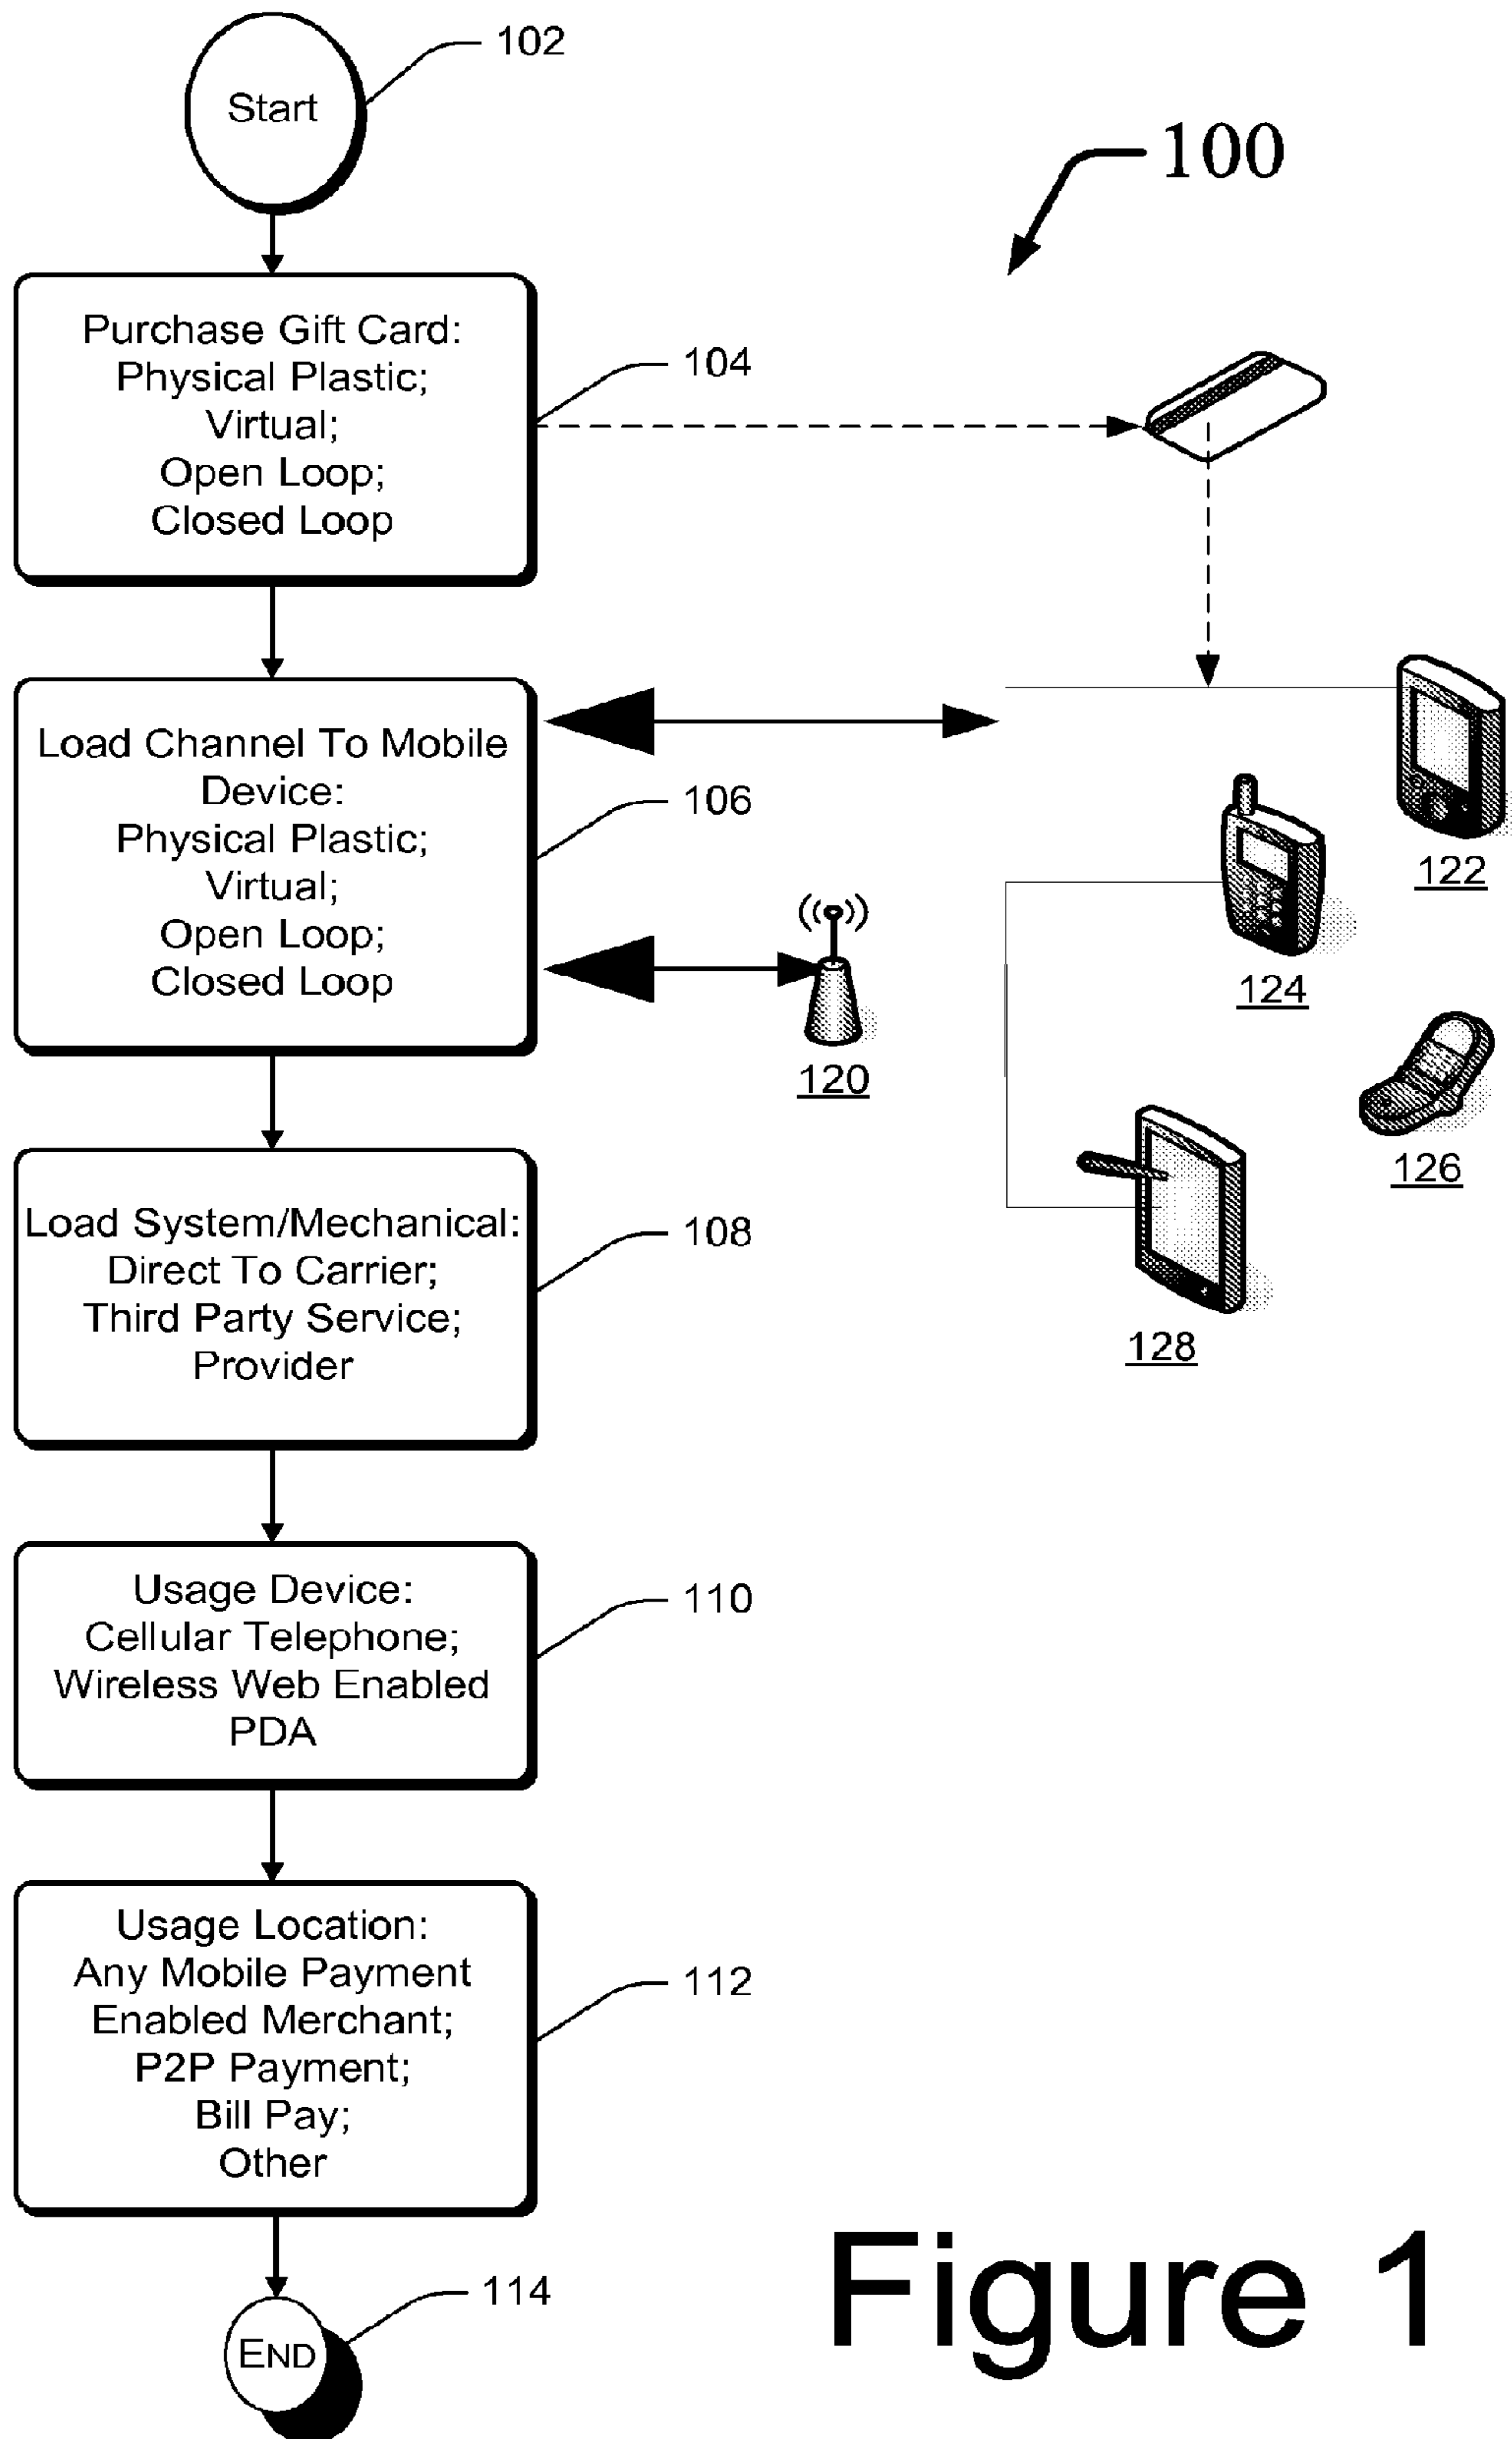 Start
102
100
Purchase Gift Card:
Physical Plastic;
Virtual;
Open Loop;
Closed Loop
104
Load Channel To Mobile
Device:
Physical Plastic;
Virtual;
Open Loop;
Closed Loop
106
120
122
124
126
128
Load System/Mechanical:
Direct To Carrier;
Third Party Service;
Provider
108
Usage Device:
Cellular Telephone;
Wireless Web Enabled
PDA
110
Usage Location:
Any Mobile Payment
Enabled Merchant;
P2P Payment;
Bill Pay;
Other
112
END
114
Figure 1